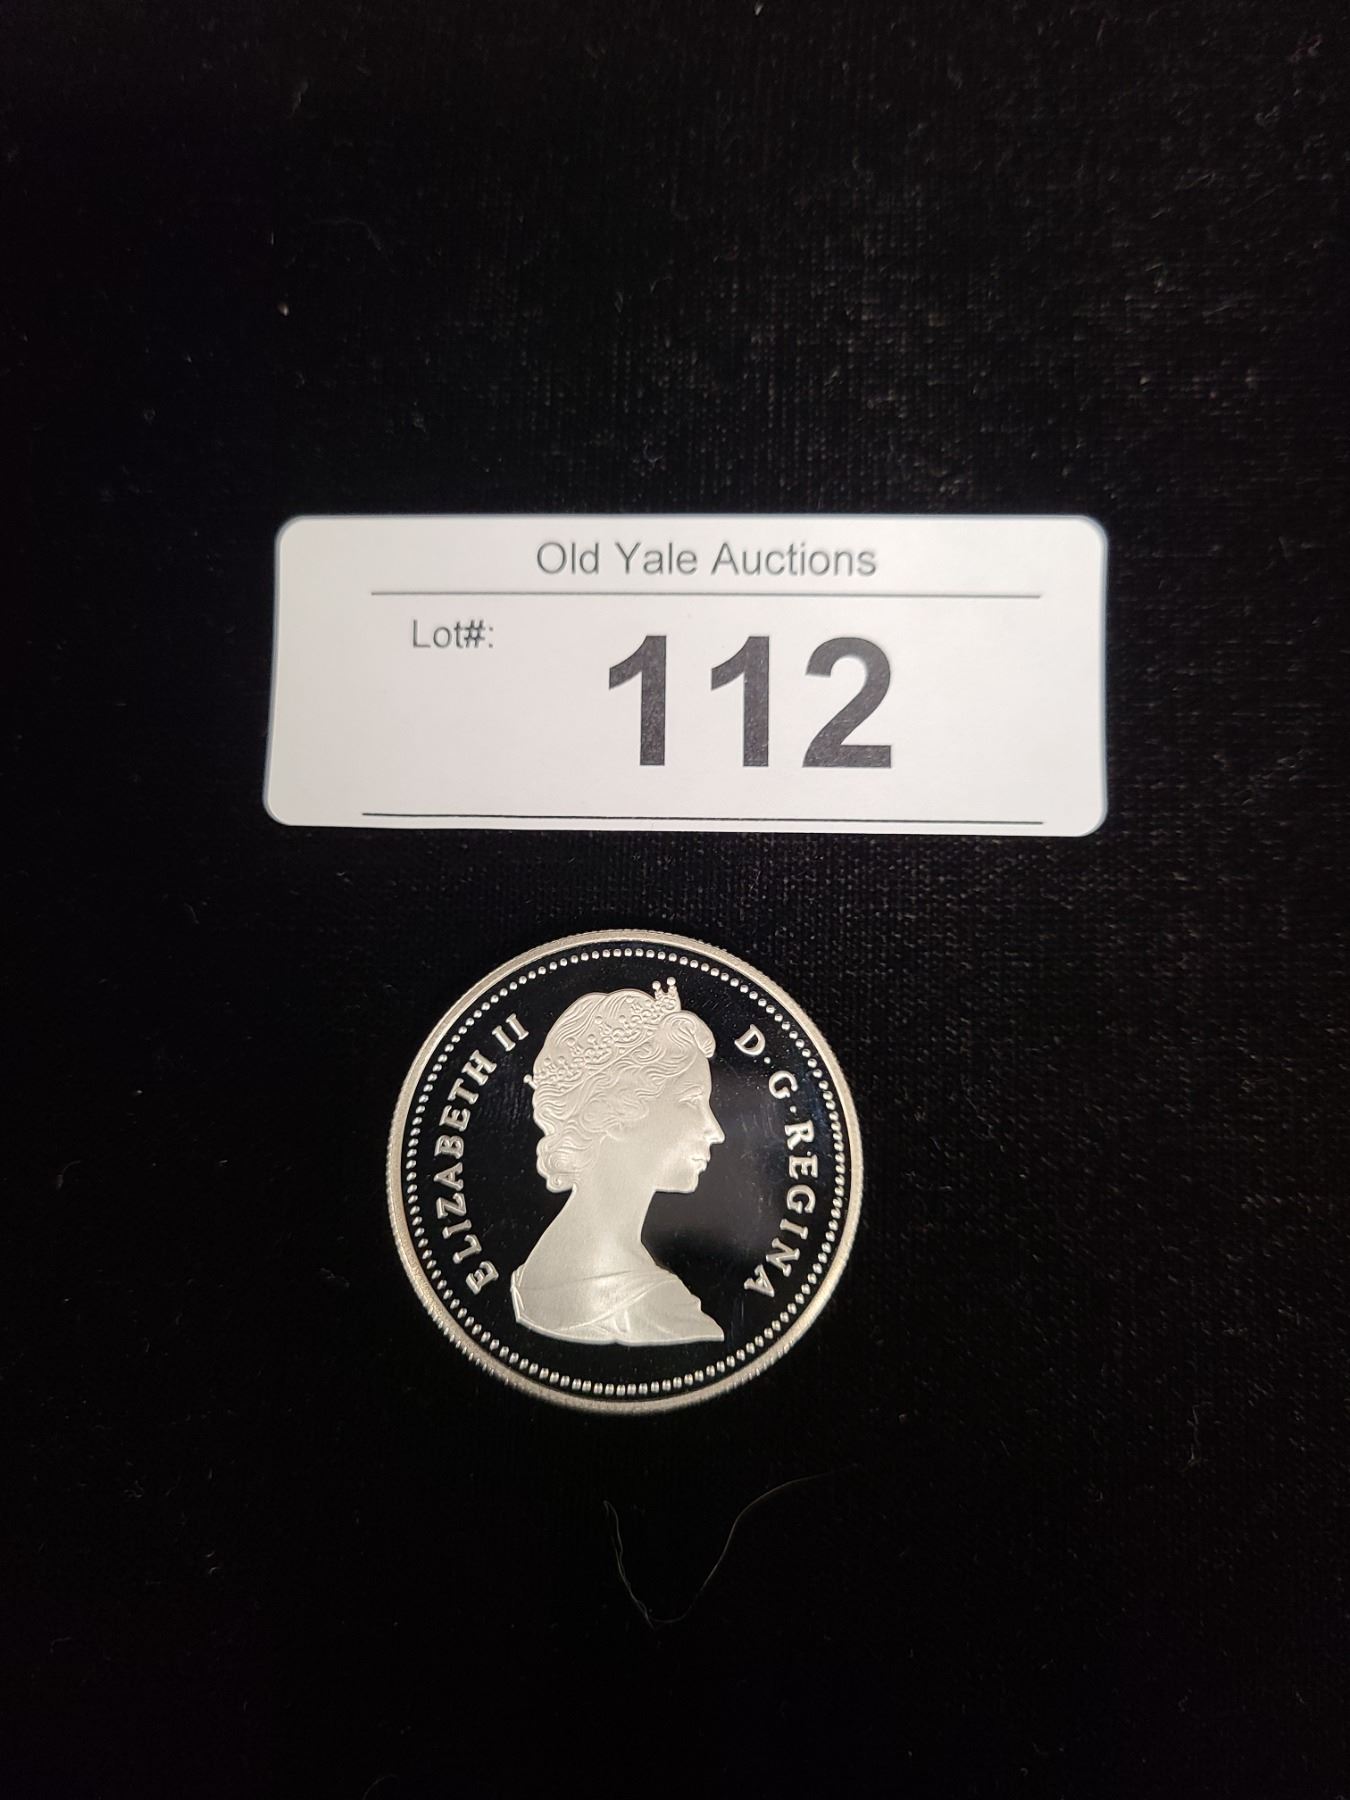 Old Yale Auctions
Lot#: 112
ELIZABETH II D·G·REGINA